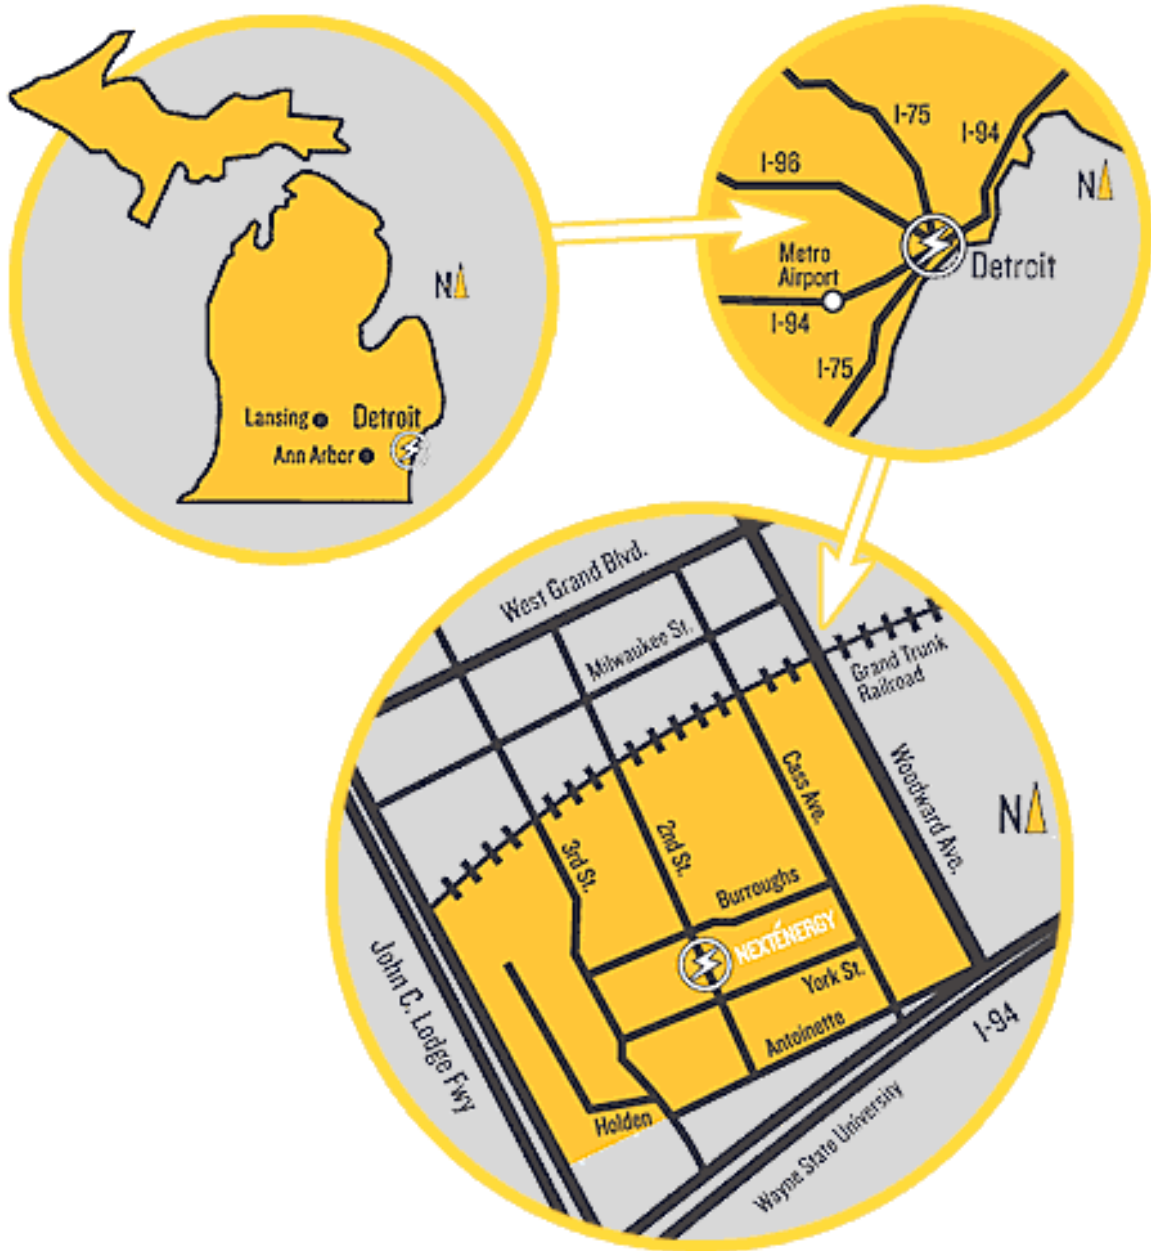 N
Lansing
Detroit
Ann Arbor
I-75
I-94
I-96
N
Metro
Airport
Detroit
I-94
I-75
West Grand Blvd.
Milwaukee St.
Grand Trunk
Railroad
Cass Ave.
Woodward Ave.
N
3rd St.
2nd St.
Burroughs
NEXTÉNERGY
York St.
John C. Lodge Fwy
Antoinette
I-94
Holden
Wayne State University